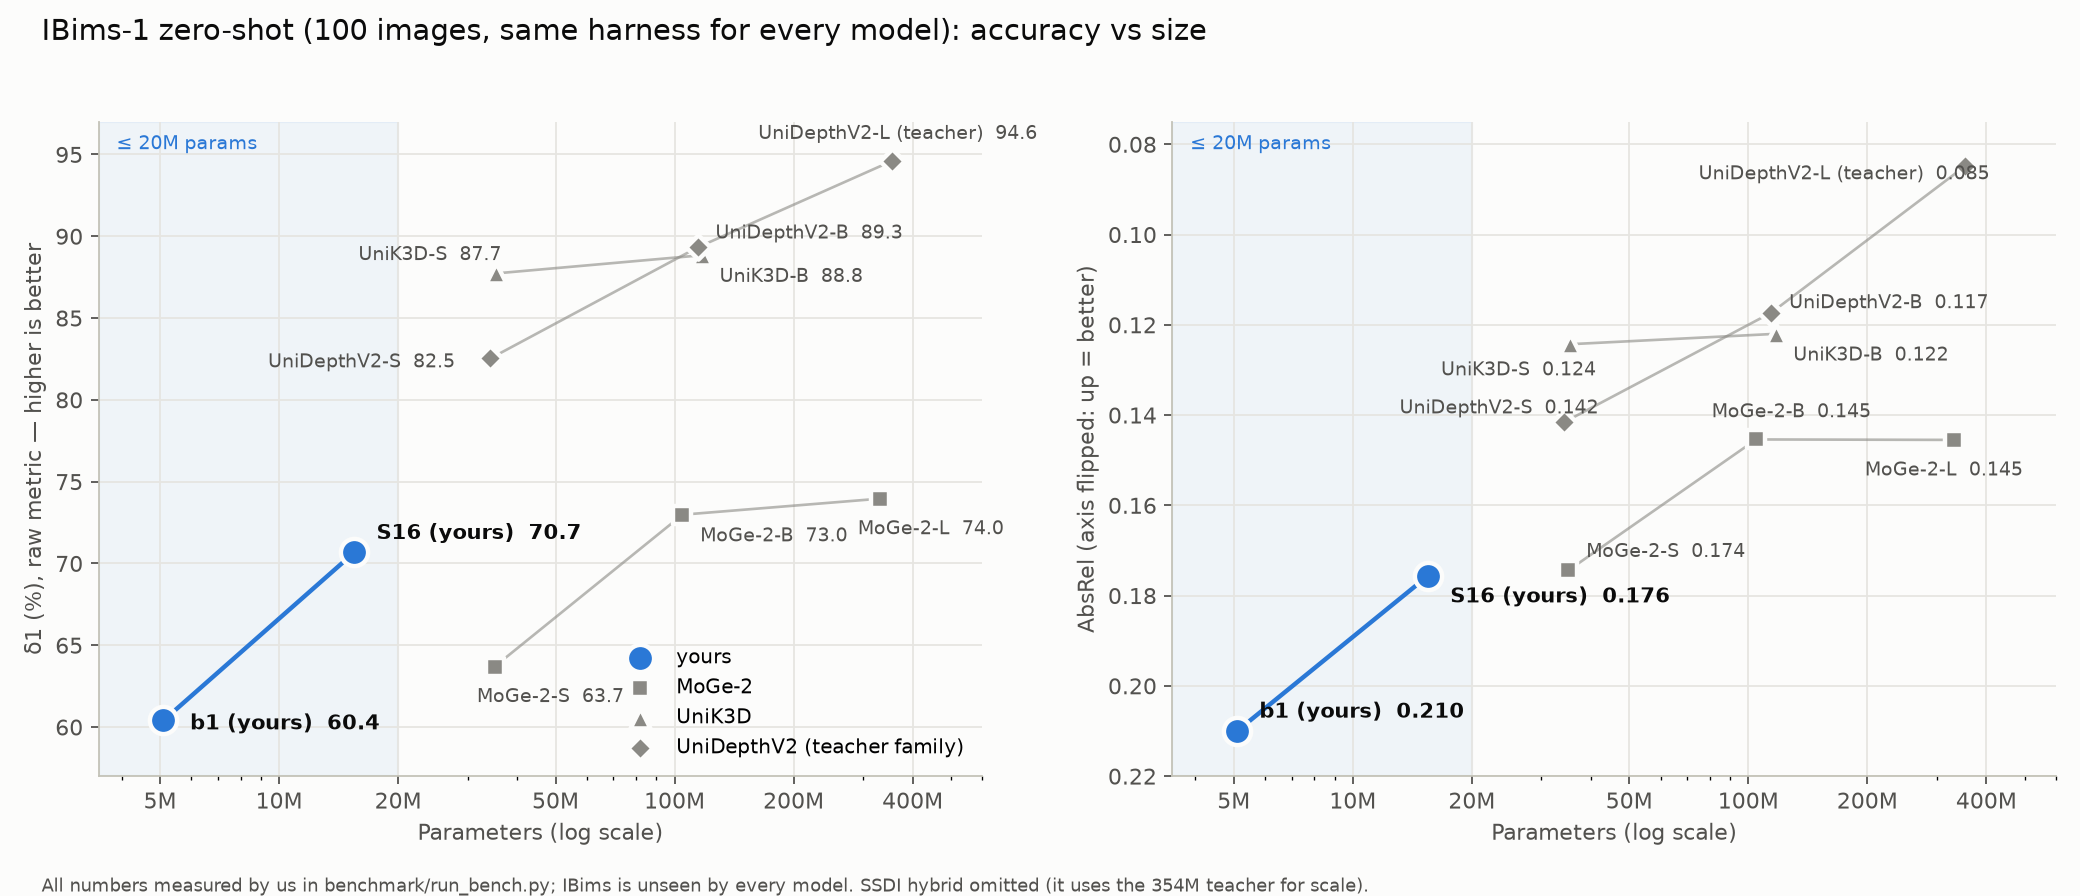 IBims-1 zero-shot (100 images, same harness for every model): accuracy vs size
≤ 20M params
UniDepthV2-L (teacher)  94.6
UniDepthV2-B  89.3
UniK3D-S  87.7
UniK3D-B  88.8
UniDepthV2-S  82.5
S16 (yours)  70.7
MoGe-2-B  73.0
MoGe-2-L  74.0
MoGe-2-S  63.7
b1 (yours)  60.4
yours
MoGe-2
UniK3D
UniDepthV2 (teacher family)
95
90
85
80
75
70
65
60
δ1 (%), raw metric — higher is better
5M
10M
20M
50M
100M
200M
400M
Parameters (log scale)
≤ 20M params
UniDepthV2-L (teacher)  0.085
UniDepthV2-B  0.117
UniK3D-B  0.122
UniK3D-S  0.124
UniDepthV2-S  0.142
MoGe-2-B  0.145
MoGe-2-L  0.145
MoGe-2-S  0.174
S16 (yours)  0.176
b1 (yours)  0.210
0.08
0.10
0.12
0.14
0.16
0.18
0.20
0.22
AbsRel (axis flipped: up = better)
5M
10M
20M
50M
100M
200M
400M
Parameters (log scale)
All numbers measured by us in benchmark/run_bench.py; IBims is unseen by every model. SSDI hybrid omitted (it uses the 354M teacher for scale).